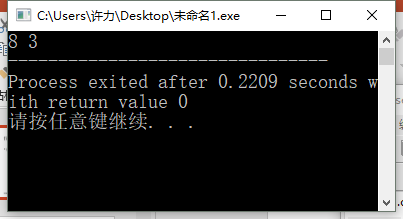 C:\Users\许力\Desktop\未命名1.exe
8 3
--------------------------------
Process exited after 0.2209 seconds w
ith return value 0
请按任意键继续. . .